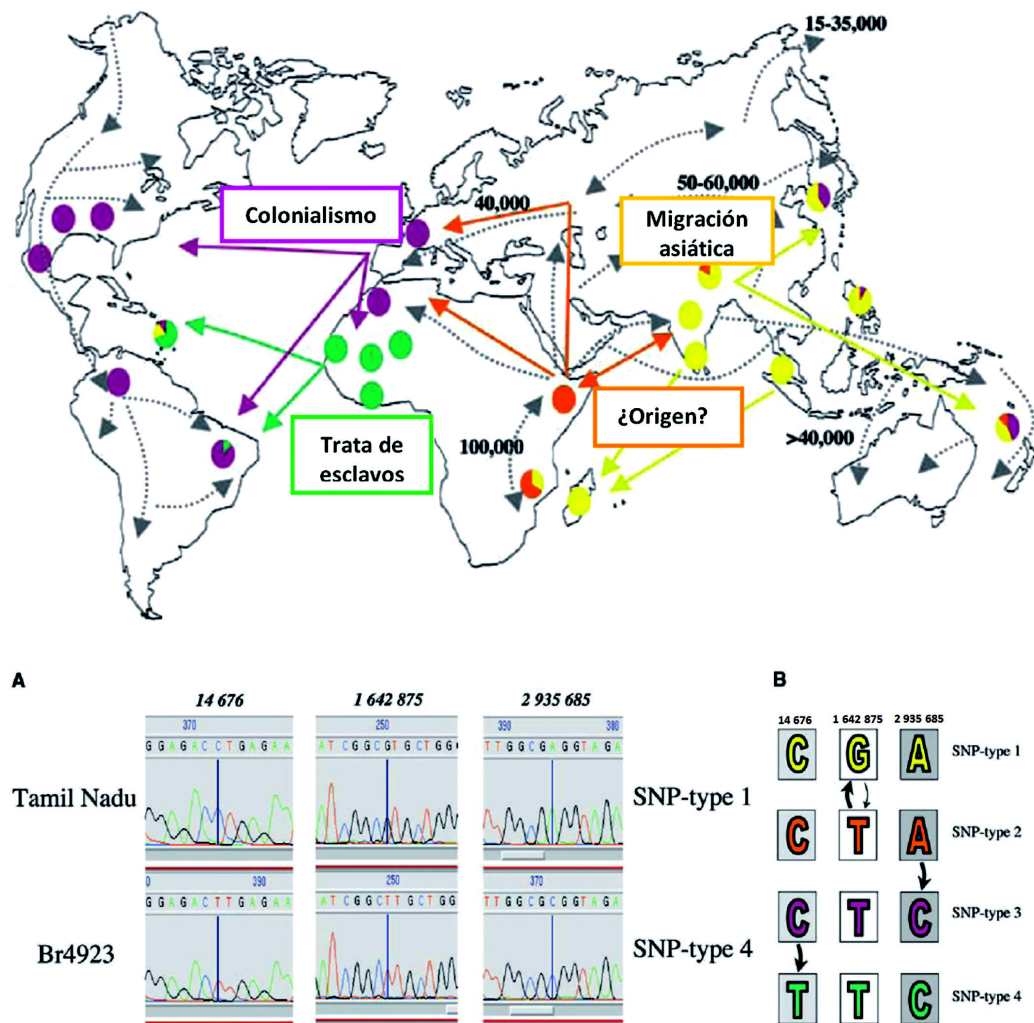 15-35,000
50-60,000
40,000
Colonialismo
Migración
asiática
¿Origen?
>40,000
100,000
Trata de
esclavos
A
14 676
1 642 875
2 935 685
370
250
390 380
GGAGACCTGAGAA
ATCGGCGTGCTGG
TTGGCGAGGTAGA
Tamil Nadu
SNP-type 1
0 390
250
370
GGAGACTTGAGAA
ATCGGCTTGCTGG
TTGGCGCGGTAGA
Br4923
SNP-type 4
B
14 676 1 642 875 2 935 685
C G A SNP-type 1
C T A SNP-type 2
C T C SNP-type 3
T T C SNP-type 4